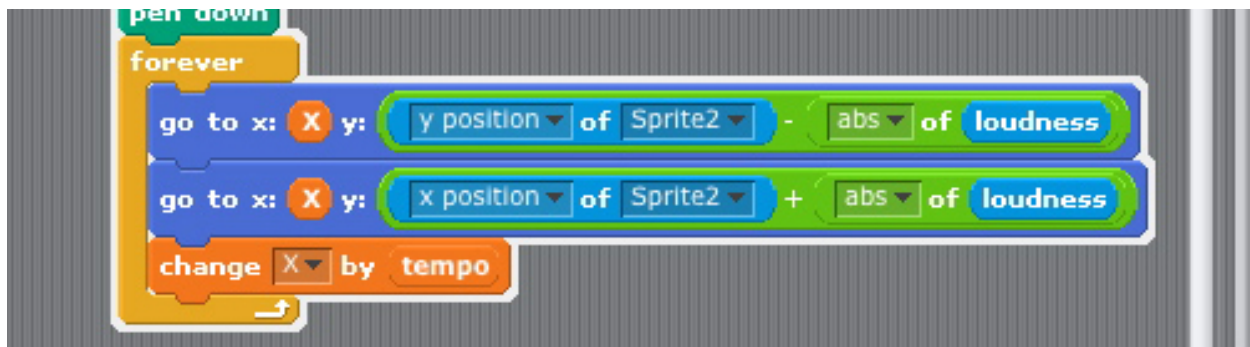 pen down
forever
go to x: X y: y position of Sprite2 - abs of loudness
go to x: X y: x position of Sprite2 + abs of loudness
change X by tempo